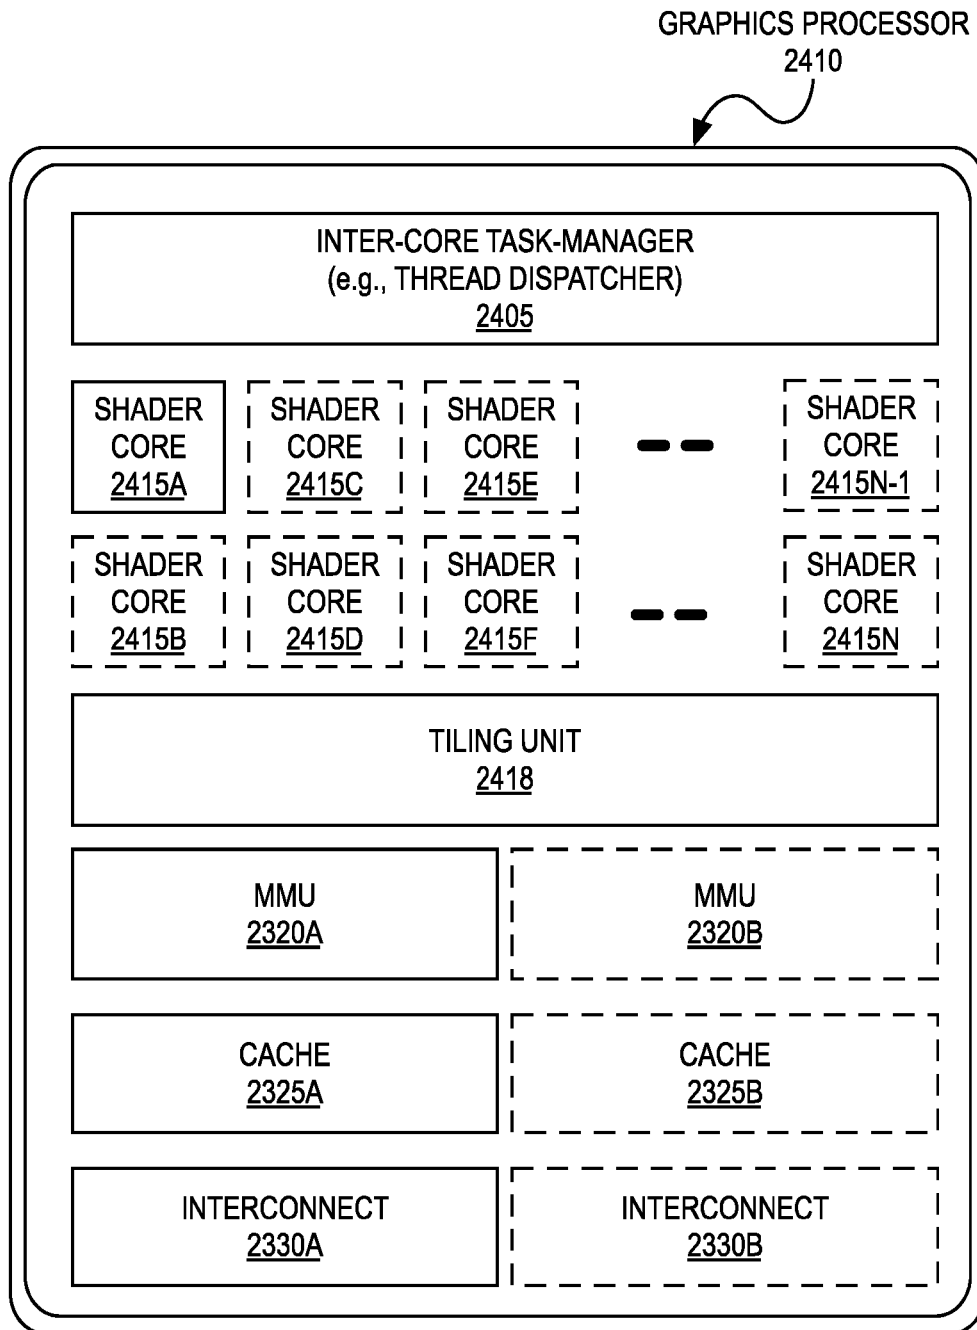 GRAPHICS PROCESSOR
2410
INTER-CORE TASK-MANAGER
(e.g., THREAD DISPATCHER)
2405
SHADER
CORE
2415A
SHADER
CORE
2415C
SHADER
CORE
2415E
SHADER
CORE
2415N-1
SHADER
CORE
2415B
SHADER
CORE
2415D
SHADER
CORE
2415F
SHADER
CORE
2415N
TILING UNIT
2418
MMU
2320A
MMU
2320B
CACHE
2325A
CACHE
2325B
INTERCONNECT
2330A
INTERCONNECT
2330B